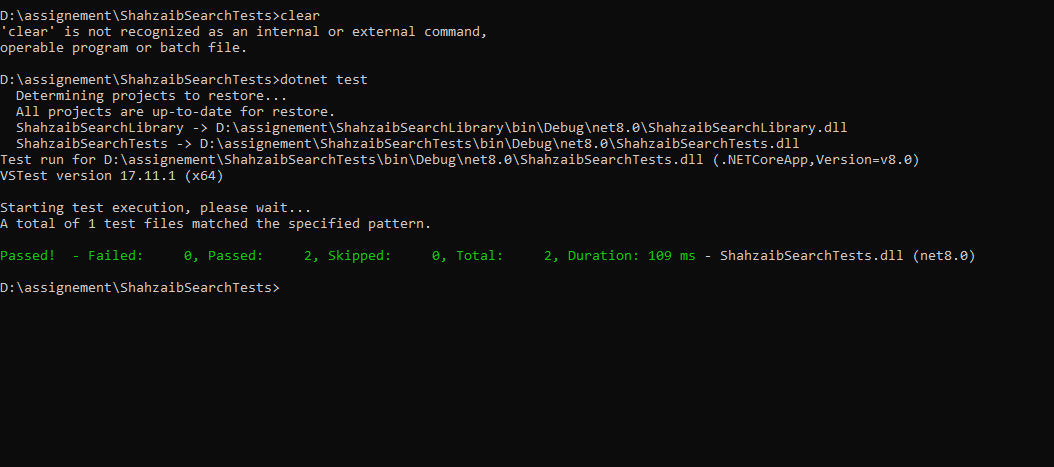 D:\assignement\ShahzaibSearchTests>clear
'clear' is not recognized as an internal or external command,
operable program or batch file.
D:\assignement\ShahzaibSearchTests>dotnet test
  Determining projects to restore...
  All projects are up-to-date for restore.
  ShahzaibSearchLibrary -> D:\assignement\ShahzaibSearchLibrary\bin\Debug\net8.0\ShahzaibSearchLibrary.dll
  ShahzaibSearchTests -> D:\assignement\ShahzaibSearchTests\bin\Debug\net8.0\ShahzaibSearchTests.dll
Test run for D:\assignement\ShahzaibSearchTests\bin\Debug\net8.0\ShahzaibSearchTests.dll (.NETCoreApp,Version=v8.0)
VSTest version 17.11.1 (x64)
Starting test execution, please wait...
A total of 1 test files matched the specified pattern.
Passed!  - Failed:     0, Passed:     2, Skipped:     0, Total:     2, Duration: 109 ms - ShahzaibSearchTests.dll (net8.0)
D:\assignement\ShahzaibSearchTests>